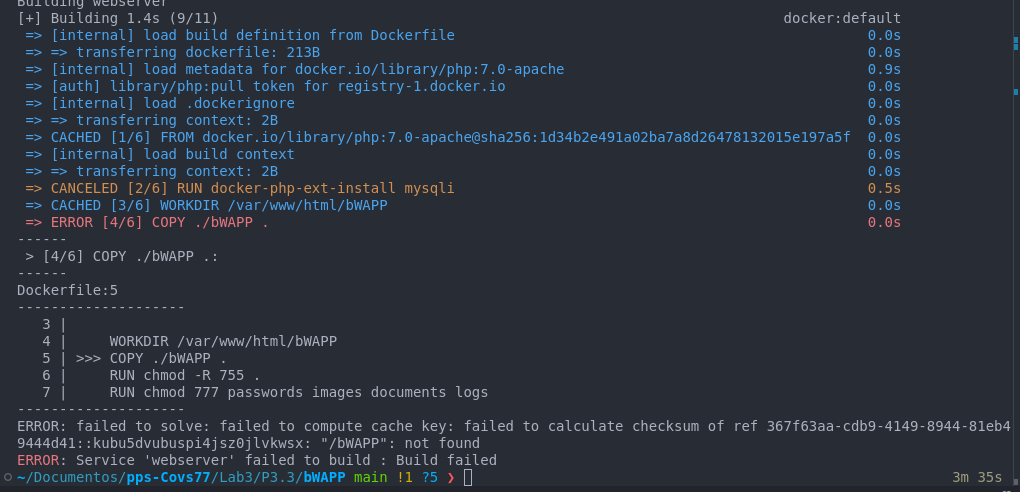 Building webserver
[+] Building 1.4s (9/11) docker:default
=> [internal] load build definition from Dockerfile 0.0s
=> => transferring dockerfile: 213B 0.0s
=> [internal] load metadata for docker.io/library/php:7.0-apache 0.9s
=> [auth] library/php:pull token for registry-1.docker.io 0.0s
=> [internal] load .dockerignore 0.0s
=> => transferring context: 2B 0.0s
=> CACHED [1/6] FROM docker.io/library/php:7.0-apache@sha256:1d34b2e491a02ba7a8d26478132015e197a5f 0.0s
=> [internal] load build context 0.0s
=> => transferring context: 2B 0.0s
=> CANCELED [2/6] RUN docker-php-ext-install mysqli 0.5s
=> CACHED [3/6] WORKDIR /var/www/html/bWAPP 0.0s
=> ERROR [4/6] COPY ./bWAPP . 0.0s
------
> [4/6] COPY ./bWAPP .:
------
Dockerfile:5
--------------------
3 |
4 | WORKDIR /var/www/html/bWAPP
5 | >>> COPY ./bWAPP .
6 | RUN chmod -R 755 .
7 | RUN chmod 777 passwords images documents logs
--------------------
ERROR: failed to solve: failed to compute cache key: failed to calculate checksum of ref 367f63aa-cdb9-4149-8944-81eb4
9444d41::kubu5dvubuspi4jsz0jlvkwsx: "/bWAPP": not found
ERROR: Service 'webserver' failed to build : Build failed
~/Documentos/pps-Covs77/Lab3/P3.3/bWAPP main !1 ?5 ❯ 3m 35s